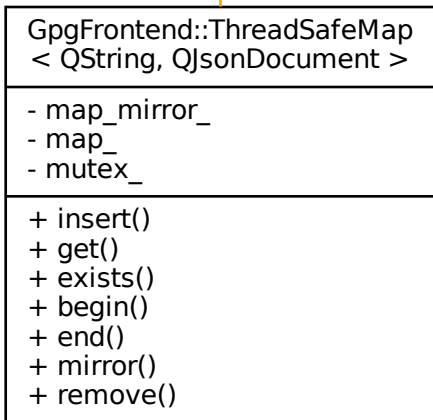 GpgFrontend::ThreadSafeMap
< QString, QJsonDocument >
- map_mirror_
- map_
- mutex_
+ insert()
+ get()
+ exists()
+ begin()
+ end()
+ mirror()
+ remove()